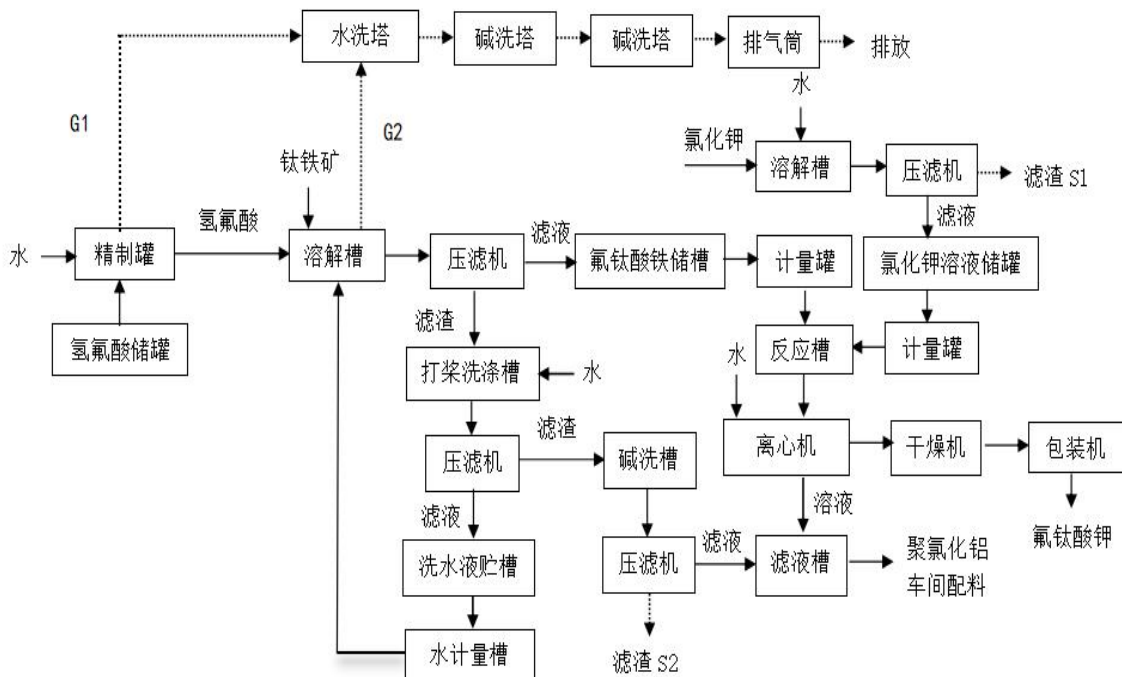 水洗塔
碱洗塔
碱洗塔
排气筒
排放
水
G1
G2
氯化钾
溶解槽
压滤机
滤渣 S1
钛铁矿
滤液
氢氟酸
水
精制罐
溶解槽
压滤机
滤液
氟钛酸铁储槽
计量罐
氯化钾溶液储罐
滤渣
氢氟酸储罐
水
反应槽
计量罐
打桨洗涤槽
水
滤渣
压滤机
碱洗槽
离心机
干燥机
包装机
滤液
溶液
氟钛酸钾
洗水液贮槽
压滤机
滤液
滤液槽
聚氯化铝
车间配料
水计量槽
滤渣 S2